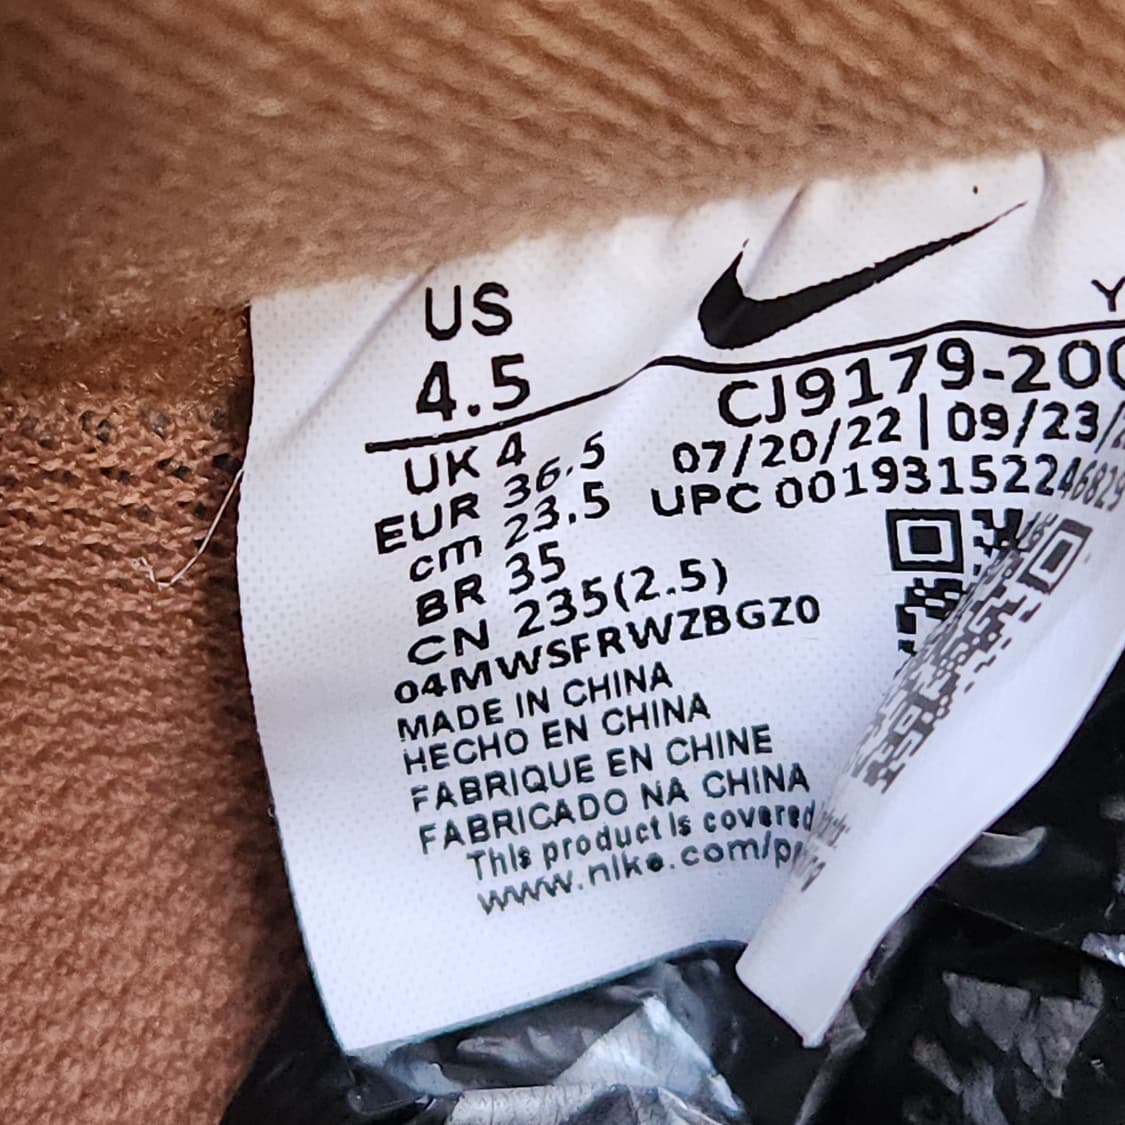 US
4.5
Y
CJ9179-200
07/20/22 | 09/23/
UPC 00193152246829
UK 4
EUR 36.5
cm 23.5
BR 35
CN 235(2.5)
04MWSFRWZBGZ0
MADE IN CHINA
HECHO EN CHINA
FABRIQUE EN CHINE
FABRICADO NA CHINA
This product is covered
www.nike.com/p